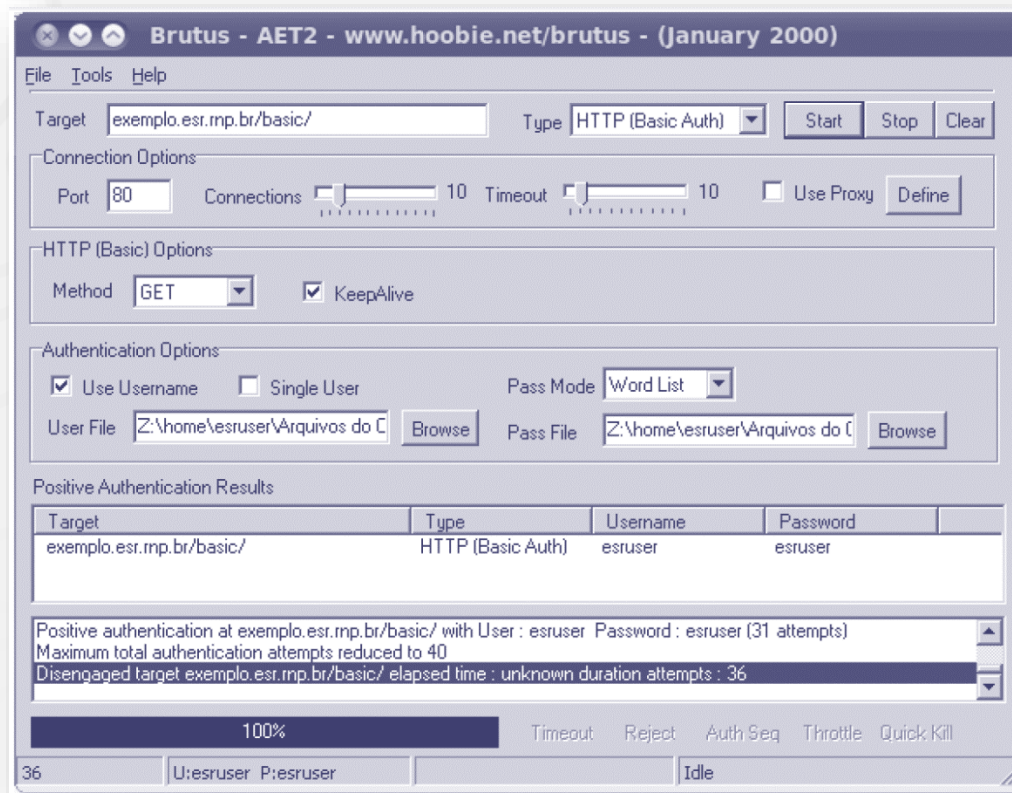 Brutus - AET2 - www.hoobie.net/brutus - (January 2000)
File Tools Help
Target exemplo.esr.rnp.br/basic/ Type HTTP (Basic Auth) Start Stop Clear
Connection Options
Port 80 Connections 10 Timeout 10 Use Proxy Define
HTTP (Basic) Options
Method GET KeepAlive
Authentication Options
Use Username Single User Pass Mode Word List
User File Z:\home\esruser\Arquivos do C Browse Pass File Z:\home\esruser\Arquivos do C Browse
Positive Authentication Results
Target Type Username Password
exemplo.esr.rnp.br/basic/ HTTP (Basic Auth) esruser esruser
Positive authentication at exemplo.esr.rnp.br/basic/ with User : esruser Password : esruser (31 attempts)
Maximum total authentication attempts reduced to 40
Disengaged target exemplo.esr.rnp.br/basic/ elapsed time : unknown duration attempts : 36
100% Timeout Reject Auth Seq Throttle Quick Kill
36 U:esruser P:esruser Idle